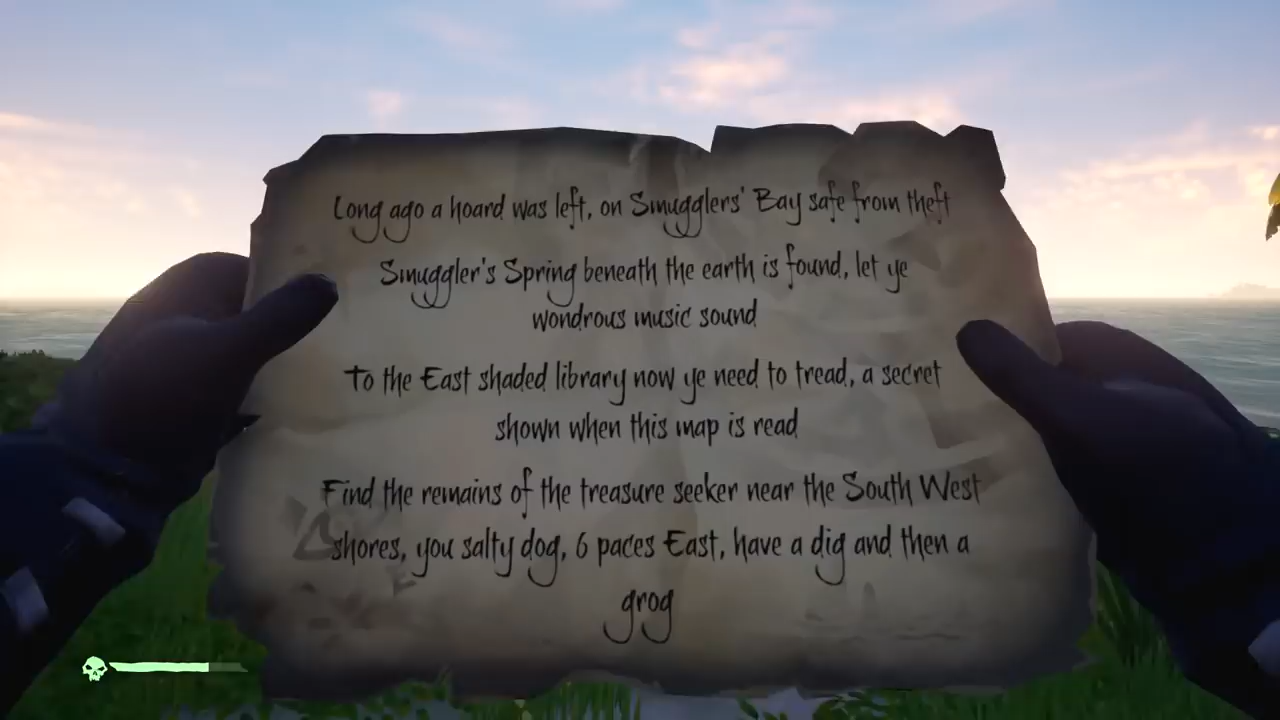 Long ago a hoard was left, on Smugglers' Bay safe from theft
Smuggler's Spring beneath the earth is found, let ye
wondrous music sound
To the East shaded library now ye need to tread, a secret
shown when this map is read
Find the remains of the treasure seeker near the South West
shores, you salty dog, 6 paces East, have a dig and then a
grog